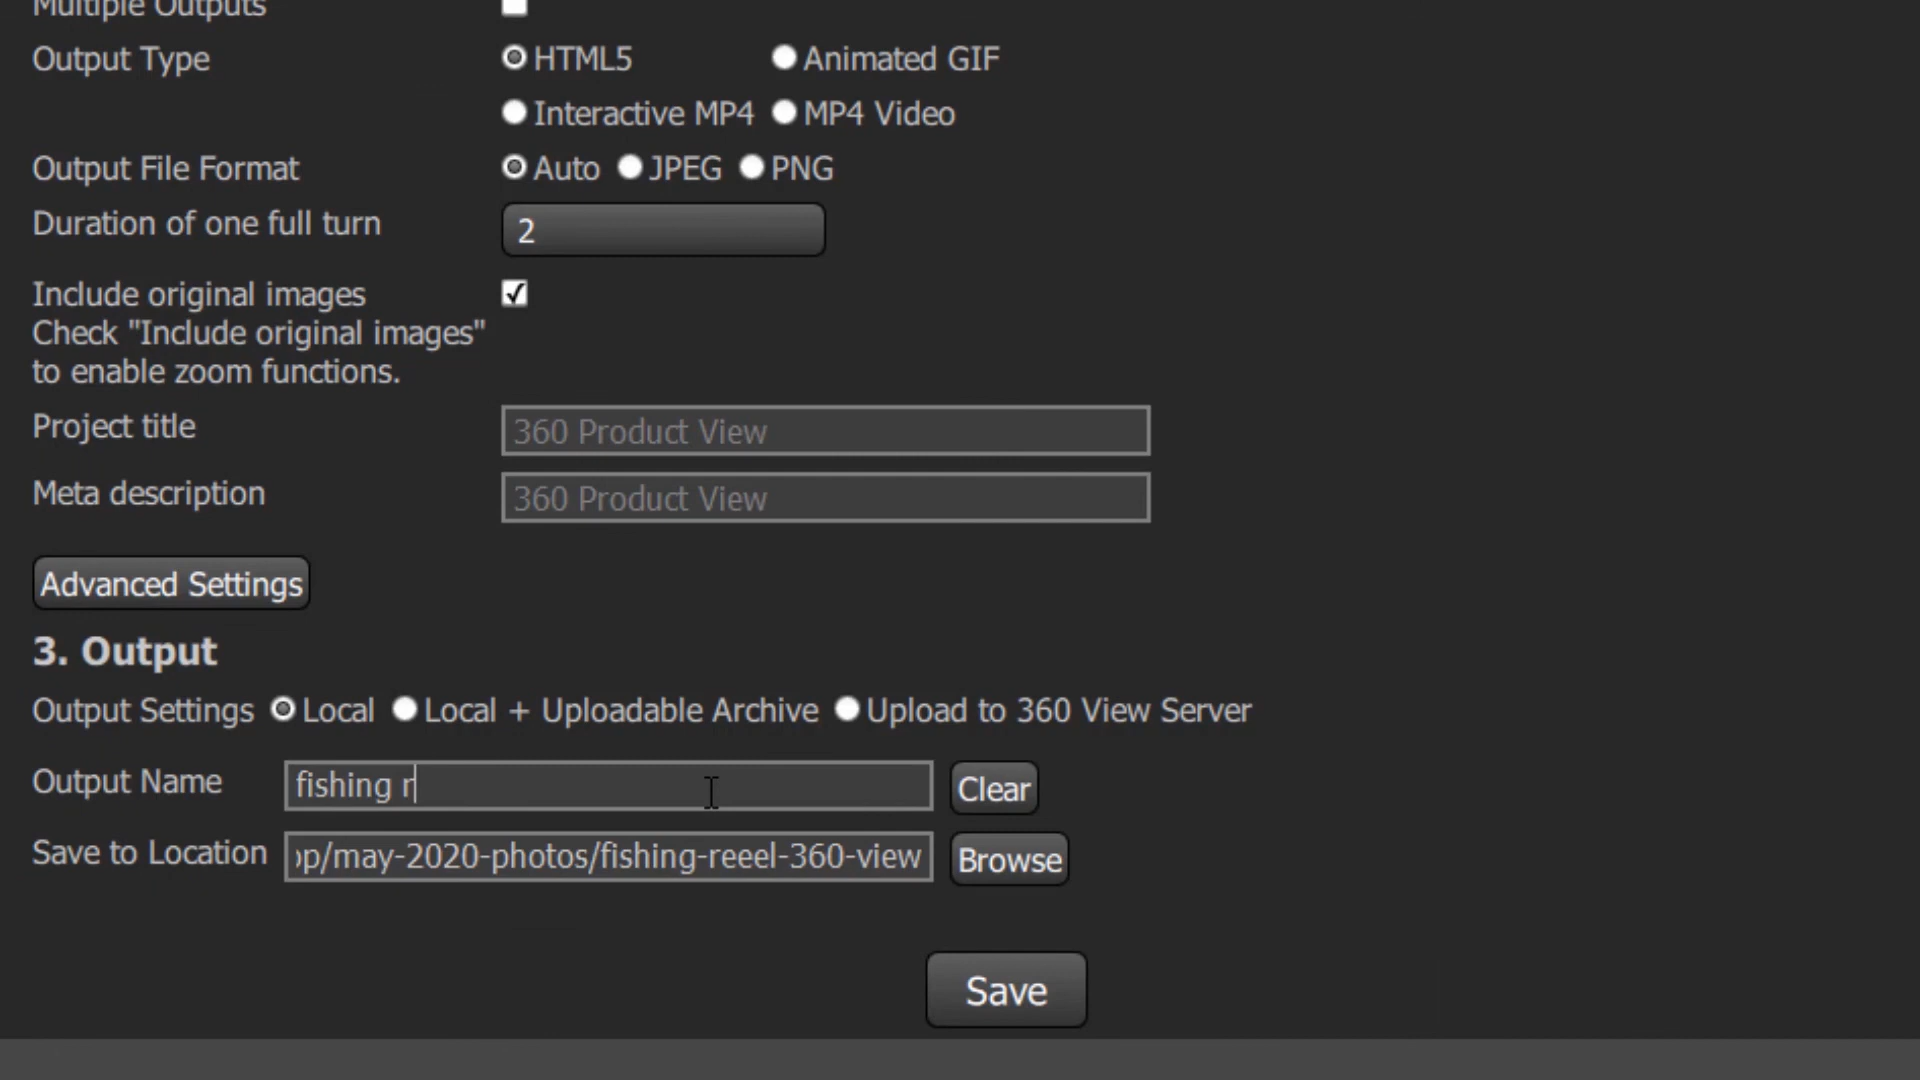 Multiple Outputs
Output Type HTML5 Animated GIF
Interactive MP4 MP4 Video
Output File Format Auto JPEG PNG
Duration of one full turn 2
Include original images
Check "Include original images"
to enable zoom functions.
Project title 360 Product View
Meta description 360 Product View
Advanced Settings
3. Output
Output Settings Local Local + Uploadable Archive Upload to 360 View Server
Output Name fishing r Clear
Save to Location op/may-2020-photos/fishing-reeel-360-view Browse
Save